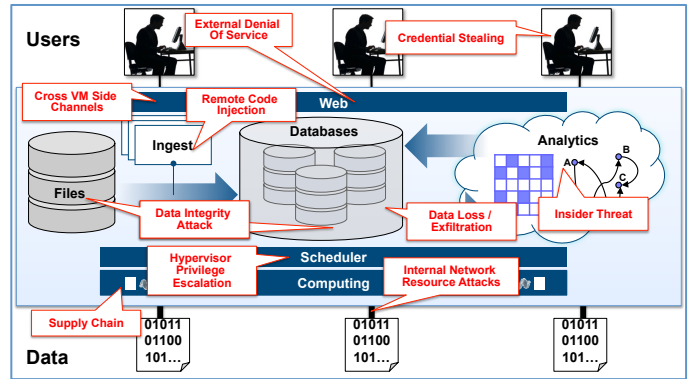 External Denial
Of Service
Users
Credential Stealing
Cross VM Side
Channels
Remote Code
Injection
Web
Databases
Analytics
Ingest
A
B
C
Files
Data Integrity
Attack
Data Loss /
Exfiltration
Insider Threat
Hypervisor
Privilege
Escalation
Scheduler
Computing
Internal Network
Resource Attacks
Supply Chain
Data
01011
01100
101...
01011
01100
101...
01011
01100
101...